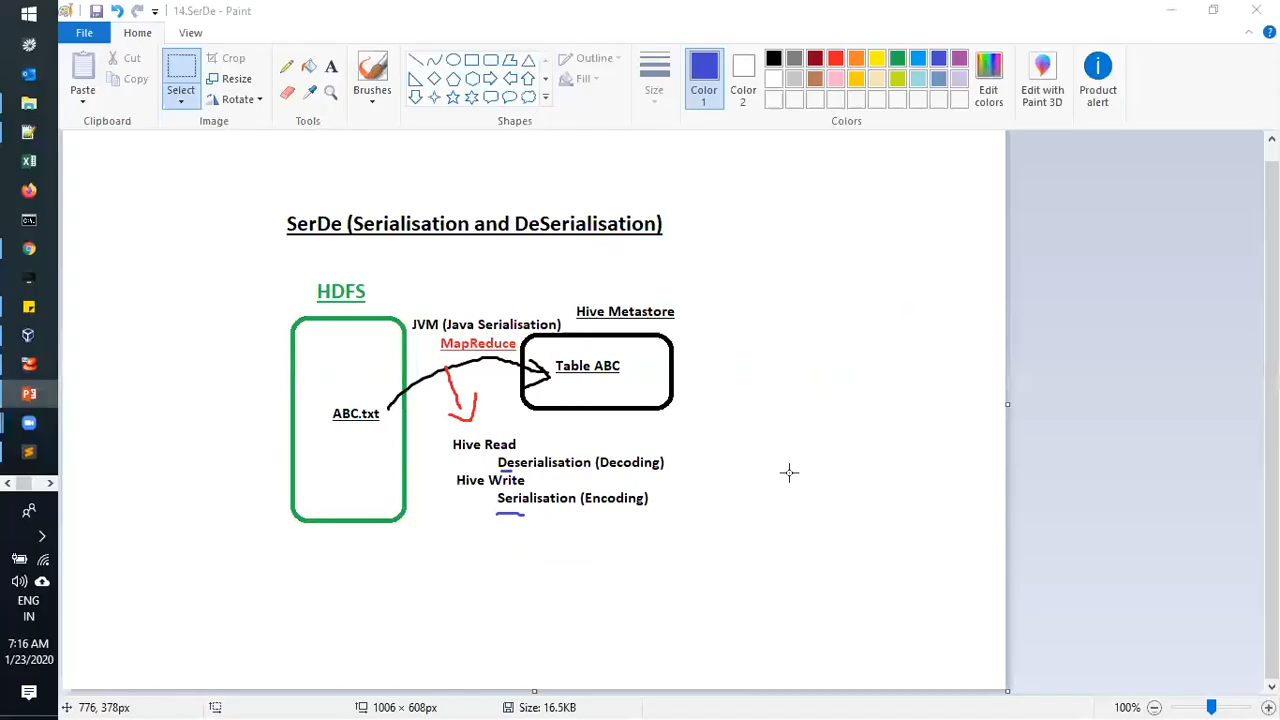 14.SerDe - Paint
File
Home
View
Paste
Cut
Copy
Clipboard
Select
Crop
Resize
Rotate
Image
A
Tools
Brushes
Outline
Fill
Shapes
Size
Color 1
Color 2
Edit colors
Colors
Edit with Paint 3D
Product alert
SerDe (Serialisation and DeSerialisation)
HDFS
Hive Metastore
JVM (Java Serialisation)
MapReduce
Table ABC
ABC.txt
Hive Read
Deserialisation (Decoding)
Hive Write
Serialisation (Encoding)
ENG
IN
7:16 AM
1/23/2020
776, 378px
1006 × 608px
Size: 16.5KB
100%